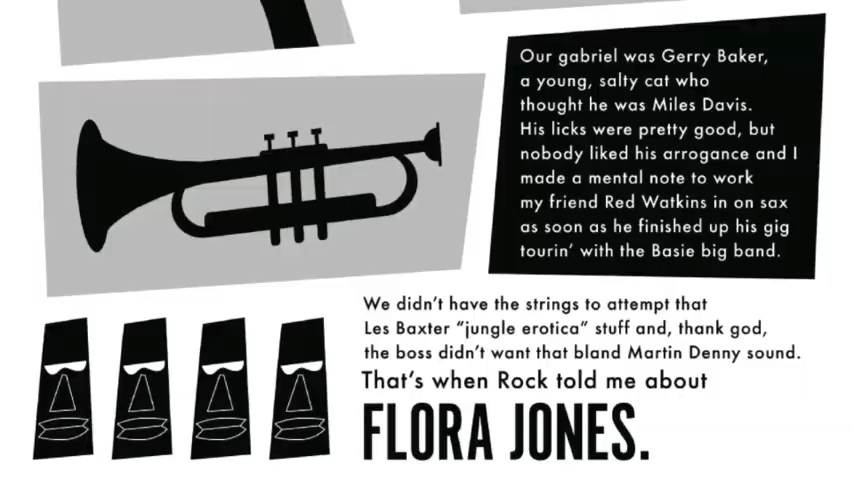 Our gabriel was Gerry Baker,
a young, salty cat who
thought he was Miles Davis.
His licks were pretty good, but
nobody liked his arrogance and I
made a mental note to work
my friend Red Watkins in on sax
as soon as he finished up his gig
tourin’ with the Basie big band.
We didn’t have the strings to attempt that
Les Baxter “jungle erotica” stuff and, thank god,
the boss didn’t want that bland Martin Denny sound.
That’s when Rock told me about
FLORA JONES.